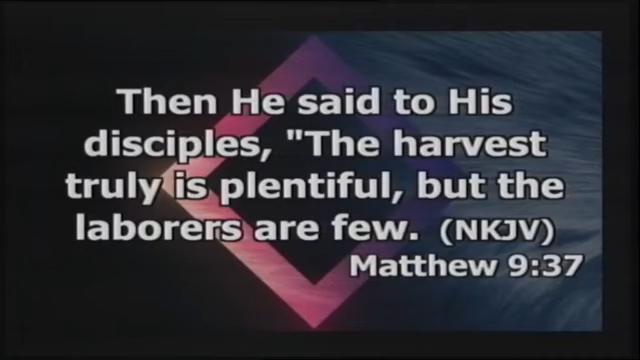 Then He said to His
disciples, "The harvest
truly is plentiful, but the
laborers are few. (NKJV)
Matthew 9:37